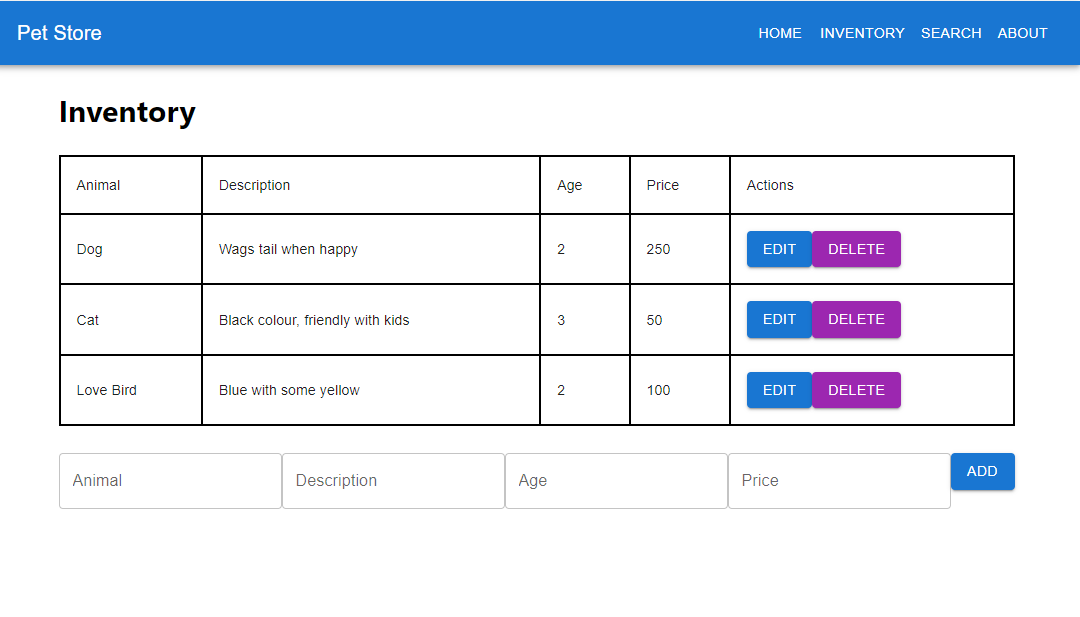 Pet Store HOME INVENTORY SEARCH ABOUT
Inventory
Animal Description Age Price Actions
Dog Wags tail when happy 2 250 EDIT DELETE
Cat Black colour, friendly with kids 3 50 EDIT DELETE
Love Bird Blue with some yellow 2 100 EDIT DELETE
Animal Description Age Price ADD